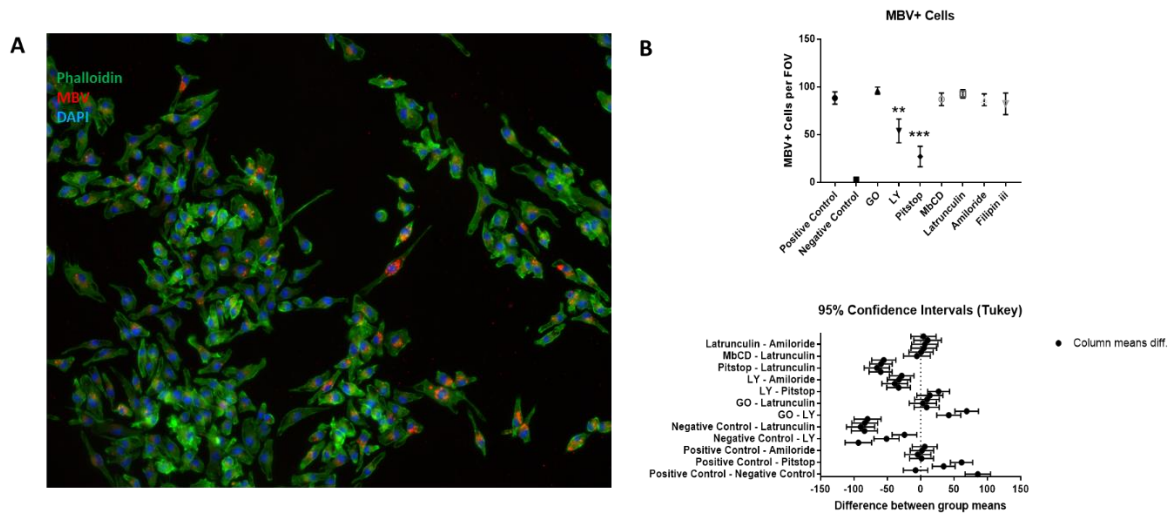 A
Phalloidin
MBV
DAPI
B
MBV+ Cells
MBV+ Cells per FOV
150
100
50
0
**
***
Positive Control
Negative Control
GO
LY
Pitstop
MbCD
Latrunculin
Amiloride
Filipin iii
95% Confidence Intervals (Tukey)
Latrunculin - Amiloride
MbCD - Latrunculin
Pitstop - Latrunculin
LY - Amiloride
LY - Pitstop
GO - Latrunculin
GO - LY
Negative Control - Latrunculin
Negative Control - LY
Positive Control - Amiloride
Positive Control - Pitstop
Positive Control - Negative Control
-150 -100 -50 0 50 100 150
Difference between group means
Column means diff.